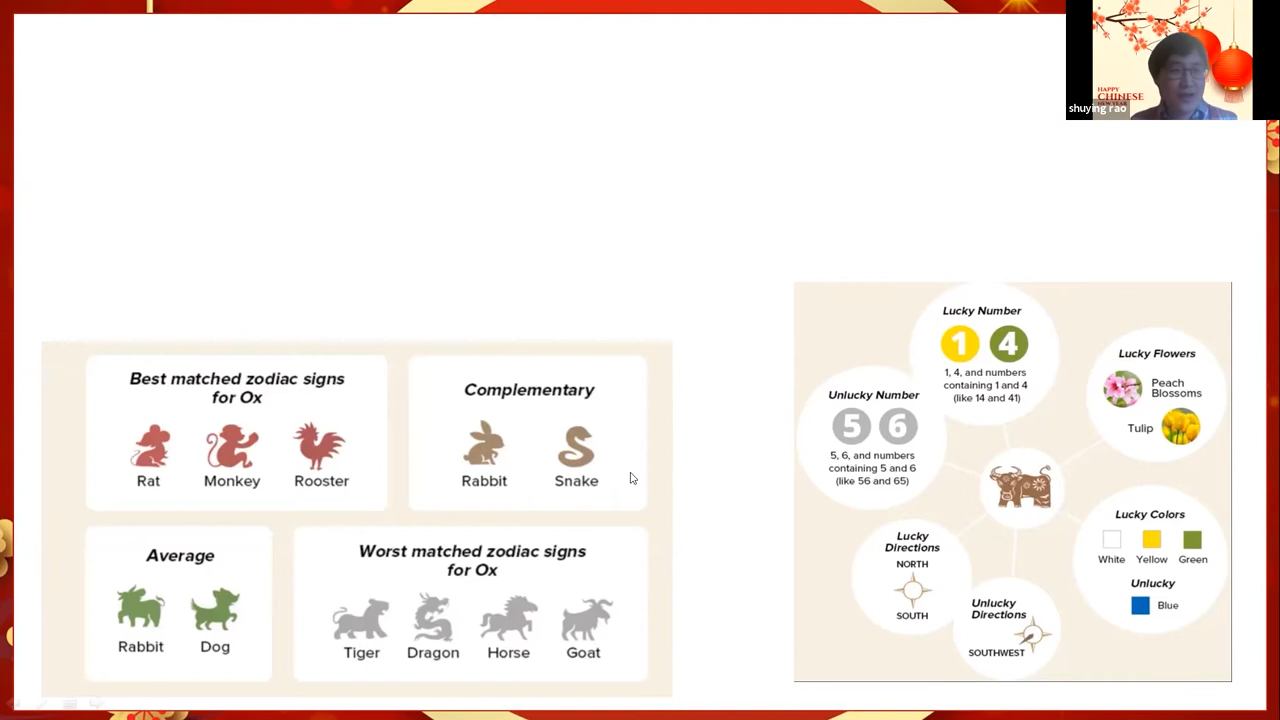 HAPPY
CHINESE
NEW YEAR
shuying rao
Best matched zodiac signs
for Ox
Rat Monkey Rooster
Complementary
Rabbit Snake
Average
Rabbit Dog
Worst matched zodiac signs
for Ox
Tiger Dragon Horse Goat
Lucky Number
1 4
1, 4, and numbers
containing 1 and 4
(like 14 and 41)
Unlucky Number
5 6
5, 6, and numbers
containing 5 and 6
(like 56 and 65)
Lucky Flowers
Peach
Blossoms
Tulip
Lucky Colors
White Yellow Green
Unlucky
Blue
Lucky
Directions
NORTH
SOUTH
Unlucky
Directions
SOUTHWEST